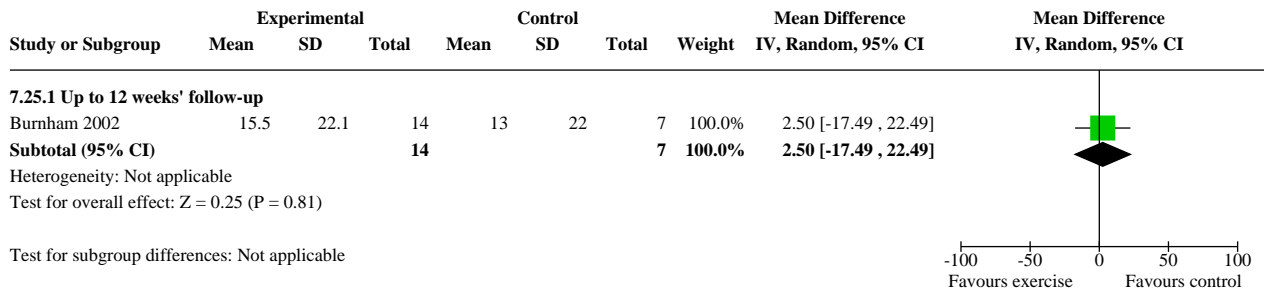 Experimental Control Mean Difference Mean Difference
Study or Subgroup Mean SD Total Mean SD Total Weight IV, Random, 95% CI IV, Random, 95% CI
7.25.1 Up to 12 weeks' follow-up
Burnham 2002 15.5 22.1 14 13 22 7 100.0% 2.50 [-17.49 , 22.49]
Subtotal (95% CI) 14 7 100.0% 2.50 [-17.49 , 22.49]
Heterogeneity: Not applicable
Test for overall effect: Z = 0.25 (P = 0.81)
Test for subgroup differences: Not applicable
-100 -50 0 50 100
Favours exercise Favours control